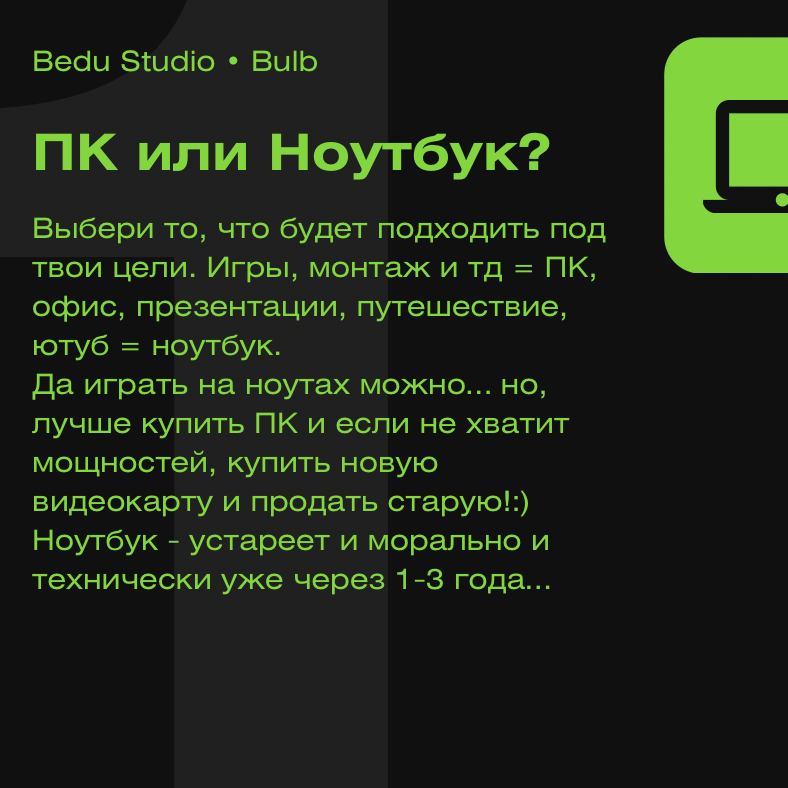 Bedu Studio • Bulb
ПК или Ноутбук?
Выбери то, что будет подходить под
твои цели. Игры, монтаж и тд = ПК,
офис, презентации, путешествие,
ютуб = ноутбук.
Да играть на ноутах можно... но,
лучше купить ПК и если не хватит
мощностей, купить новую
видеокарту и продать старую!:)
Ноутбук - устареет и морально и
технически уже через 1-3 года...